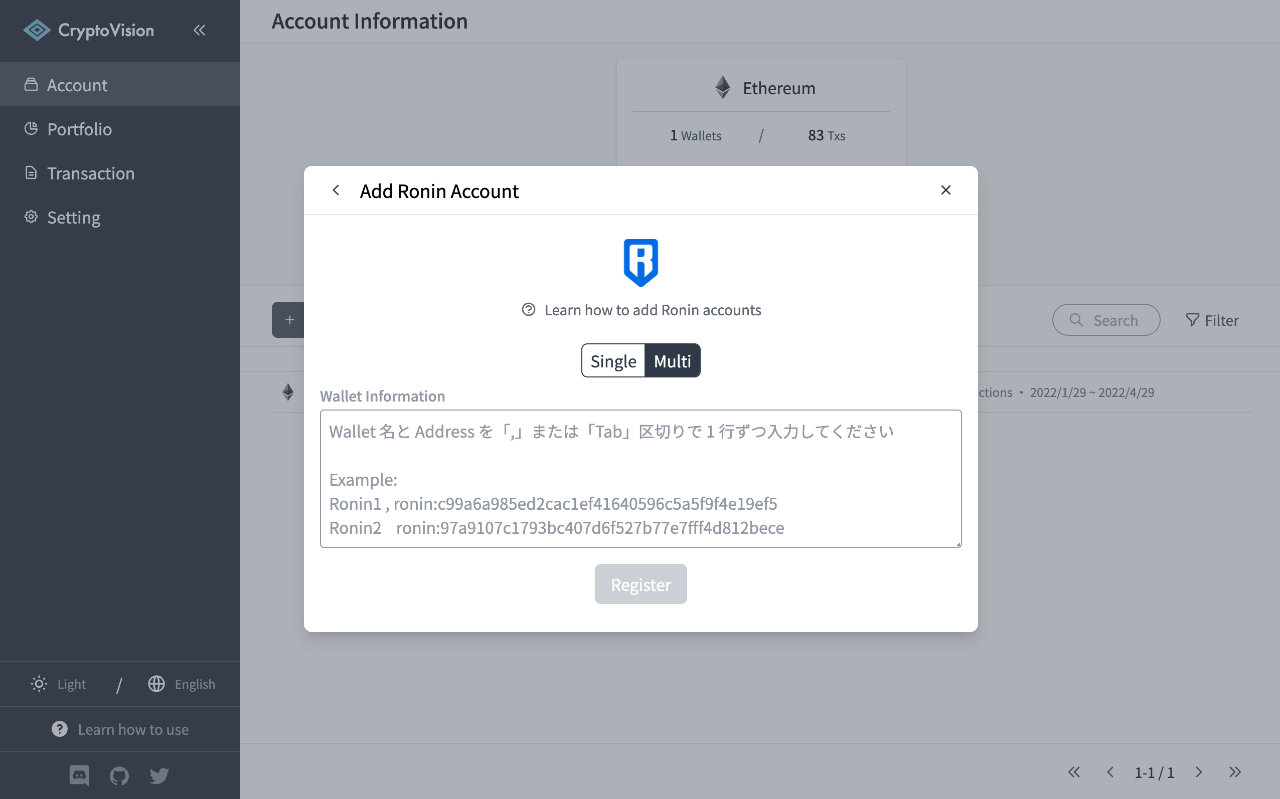 CryptoVision
Account
Portfolio
Transaction
Setting
Light / English
Learn how to use
Account Information
Ethereum
1 Wallets / 83 Txs
+
Search
Filter
ctions・2022/1/29 ~ 2022/4/29
Add Ronin Account
Learn how to add Ronin accounts
Single Multi
Wallet Information
Wallet 名と Address を「,」または「Tab」区切りで 1 行ずつ入力してください
Example:
Ronin1 , ronin:c99a6a985ed2cac1ef41640596c5a5f9f4e19ef5
Ronin2 ronin:97a9107c1793bc407d6f527b77e7fff4d812bece
Register
1-1 / 1